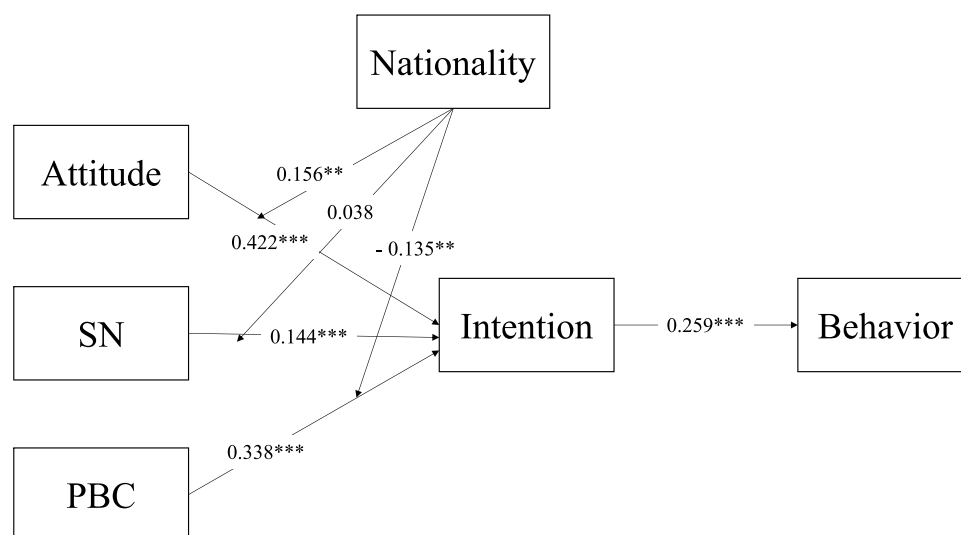 Nationality
Attitude
0.156**
0.038
0.422***
- 0.135**
SN
0.144***
Intention
0.259***
Behavior
0.338***
PBC